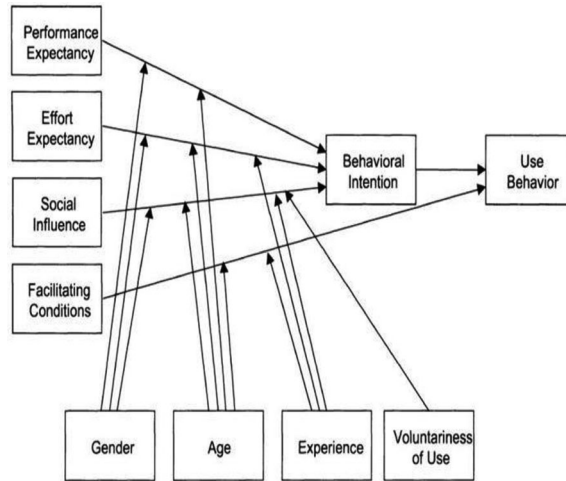 Performance
Expectancy
Effort
Expectancy
Social
Influence
Facilitating
Conditions
Behavioral
Intention
Use
Behavior
Gender
Age
Experience
Voluntariness
of Use